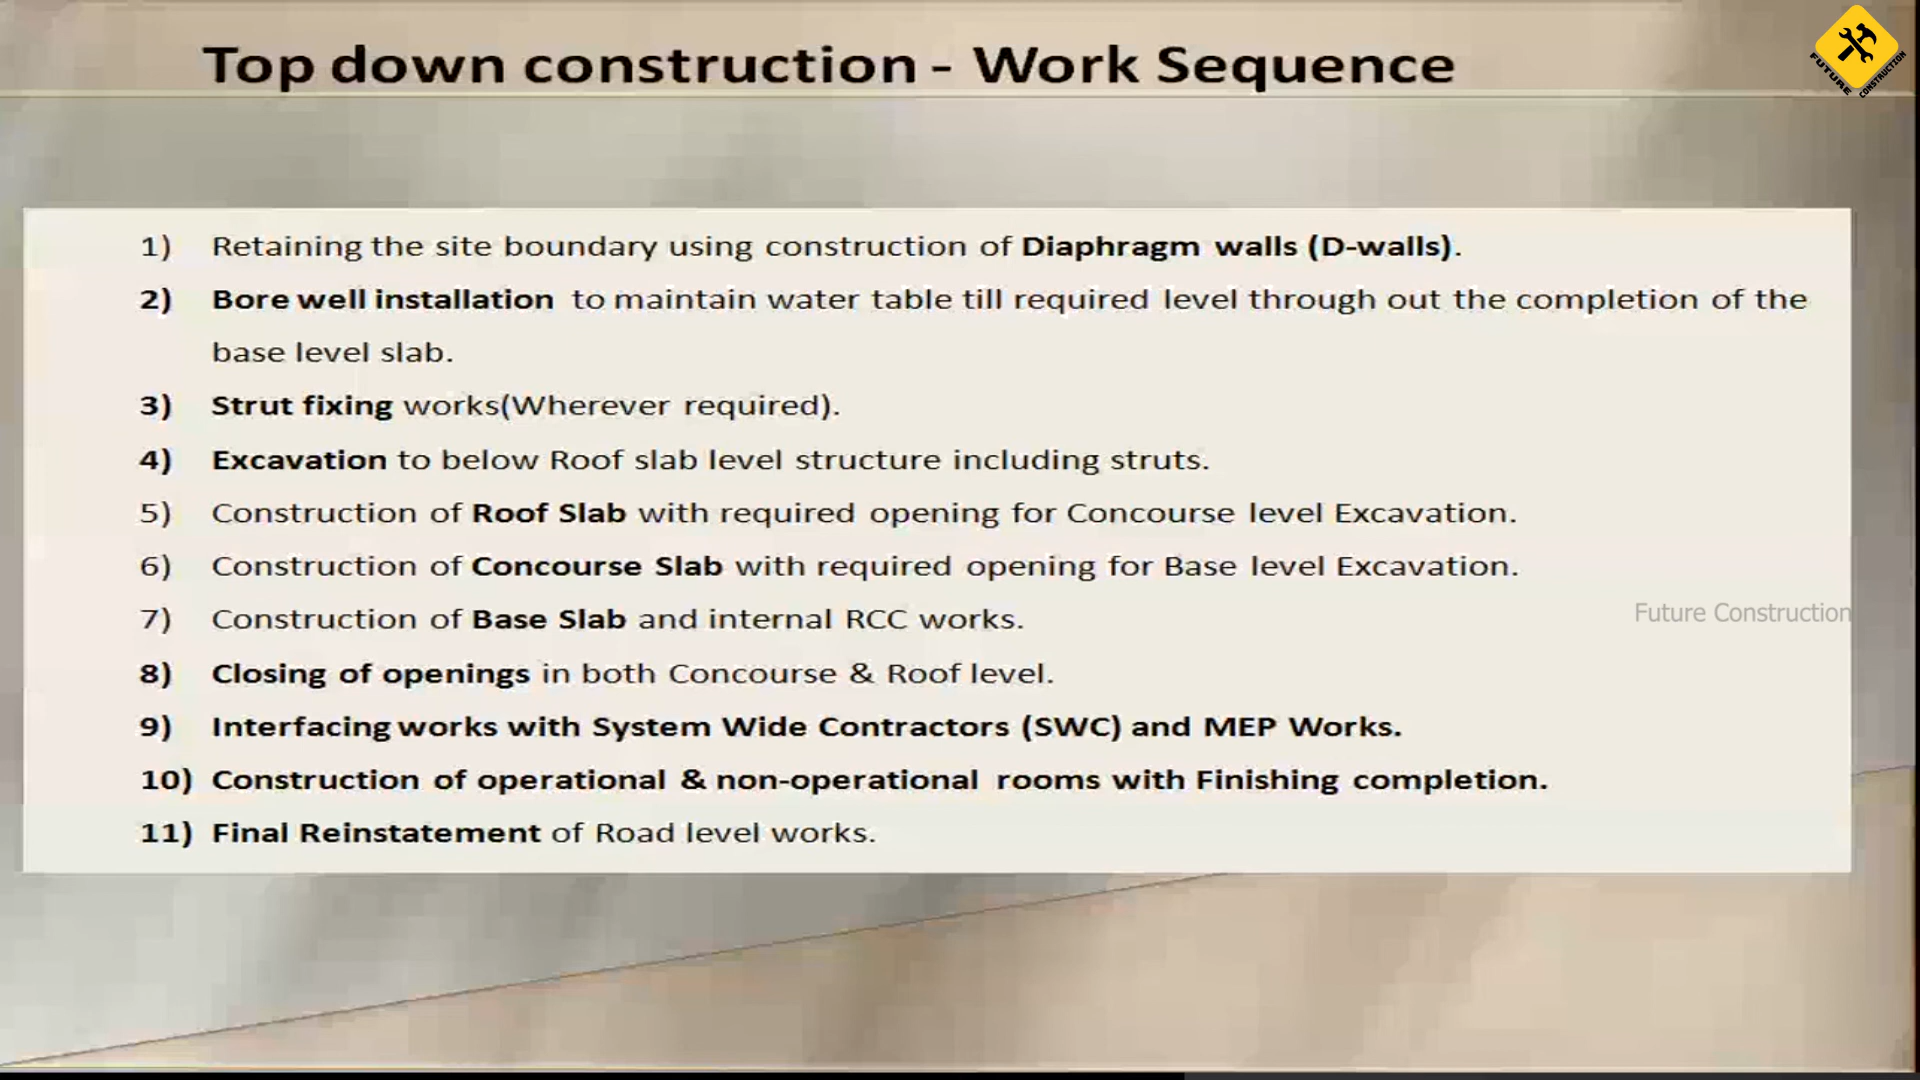 Top down construction - Work Sequence
FUTURE CONSTRUCTION
1) Retaining the site boundary using construction of Diaphragm walls (D-walls).
2) Bore well installation to maintain water table till required level through out the completion of the
base level slab.
3) Strut fixing works(Wherever required).
4) Excavation to below Roof slab level structure including struts.
5) Construction of Roof Slab with required opening for Concourse level Excavation.
6) Construction of Concourse Slab with required opening for Base level Excavation.
7) Construction of Base Slab and internal RCC works.
Future Construction
8) Closing of openings in both Concourse & Roof level.
9) Interfacing works with System Wide Contractors (SWC) and MEP Works.
10) Construction of operational & non-operational rooms with Finishing completion.
11) Final Reinstatement of Road level works.